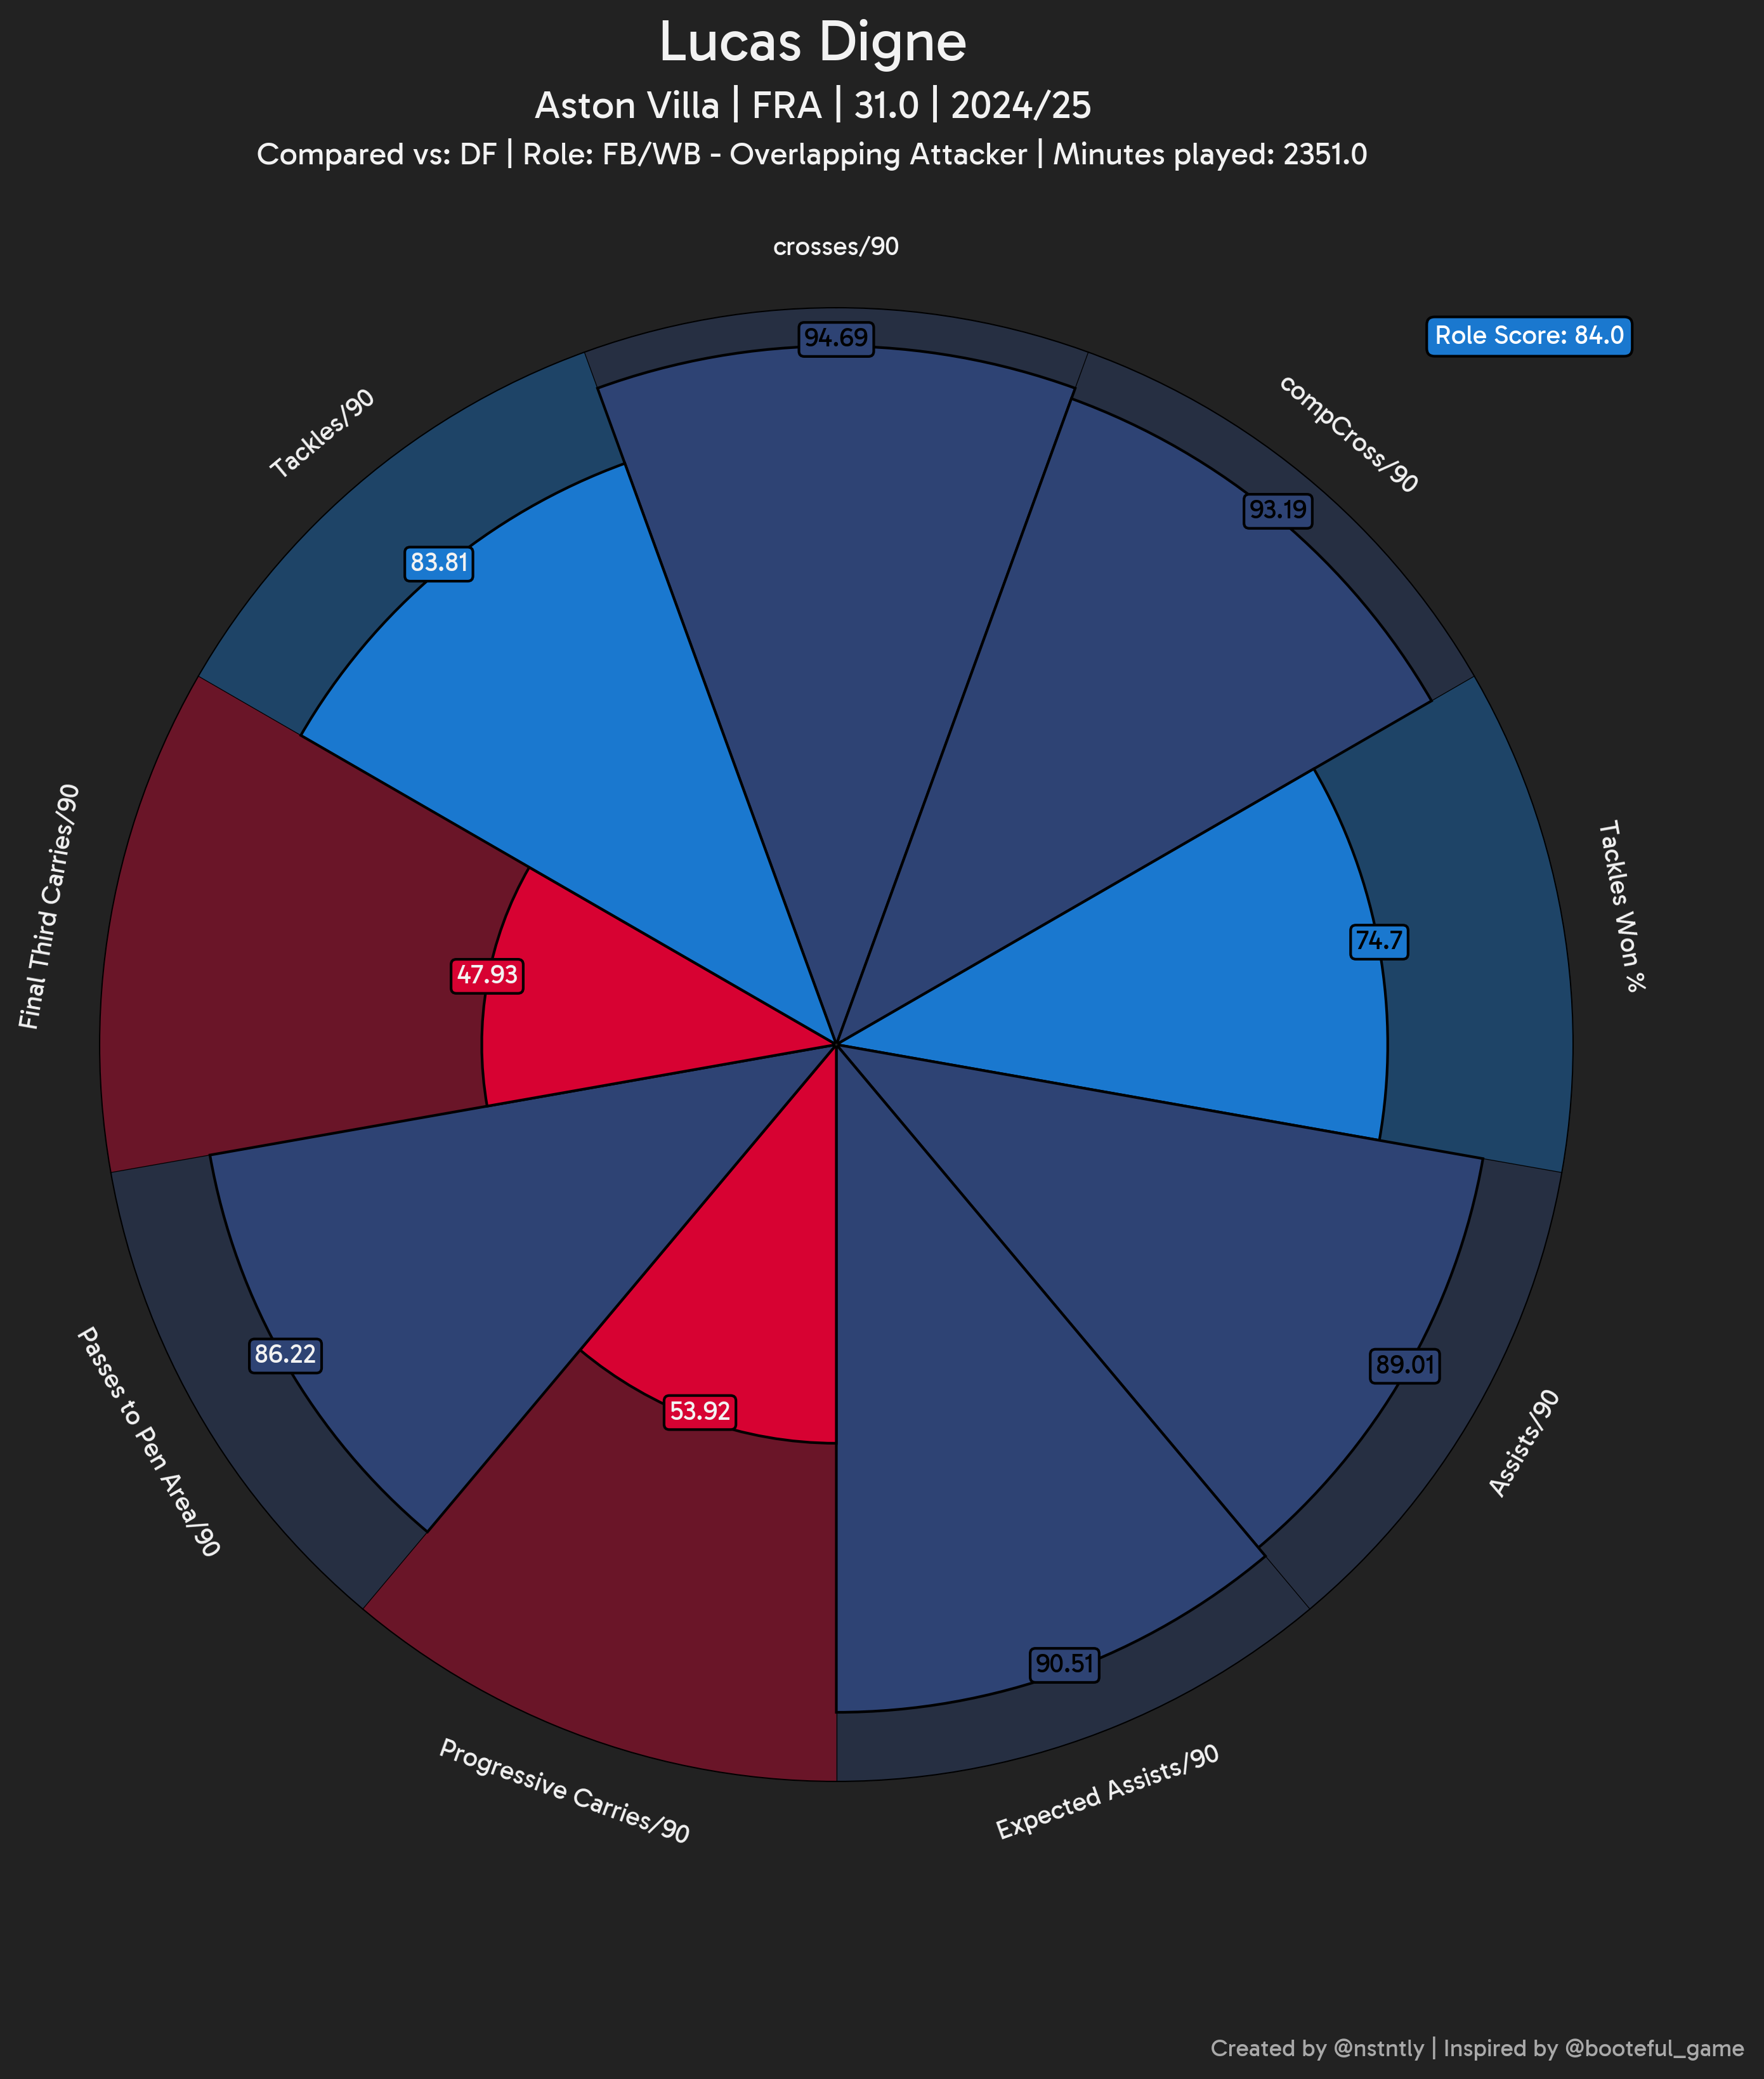 Lucas Digne
Aston Villa | FRA | 31.0 | 2024/25
Compared vs: DF | Role: FB/WB - Overlapping Attacker | Minutes played: 2351.0
crosses/90
Role Score: 84.0
94.69
compCross/90
93.19
Tackles/90
83.81
Tackles Won %
74.7
Final Third Carries/90
47.93
Passes to Pen Area/90
86.22
Assists/90
89.01
Progressive Carries/90
53.92
Expected Assists/90
90.51
Created by @nstntly | Inspired by @booteful_game